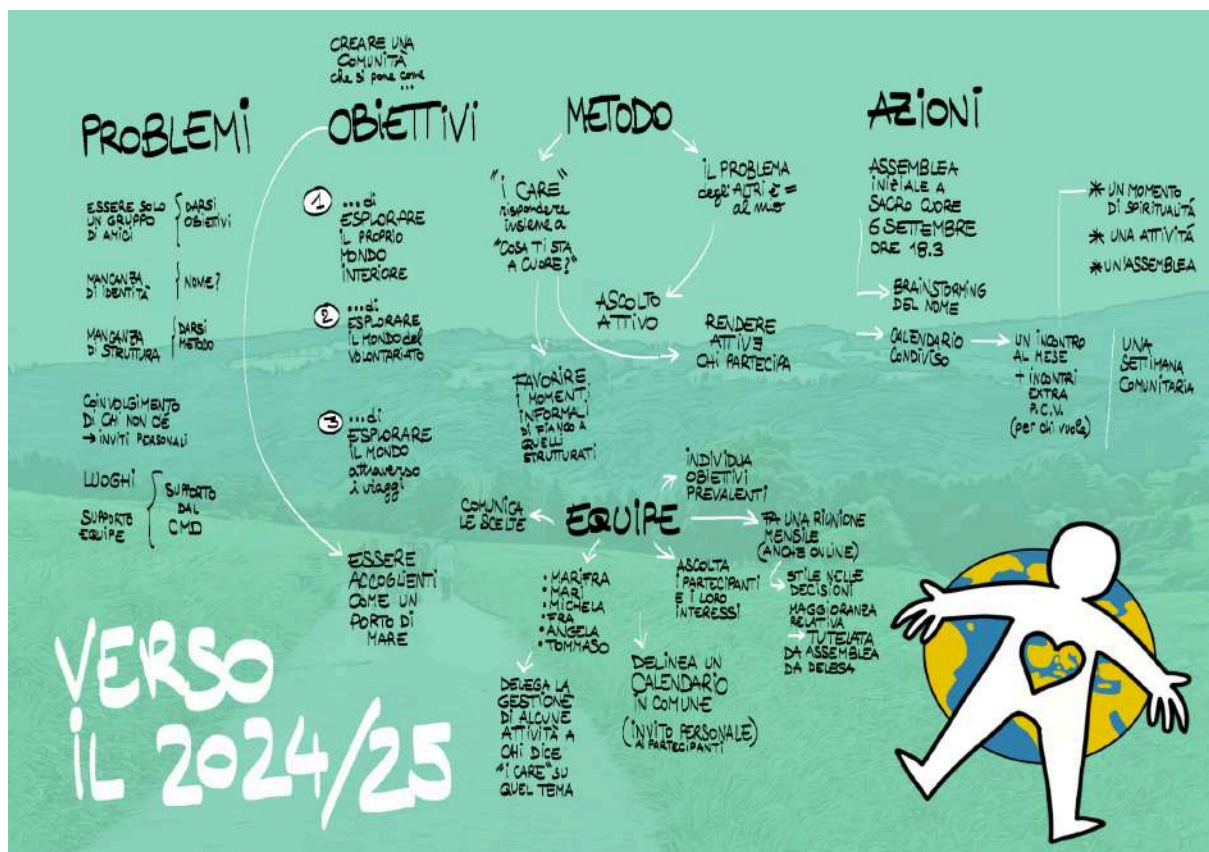 CREARE UNA
COMUNITÀ
che si pone come
...
PROBLEMI
ESSERE SOLO
UN GRUPPO
DI AMICI
DARSI
OBIETTIVI
MANCANZA
DI IDENTITÀ
NOME?
MANCANZA
DI STRUTTURA
DARSI
METODO
COINVOLGIMENTO
DI CHI NON C'È
→ INVITI PERSONALI
LUOGHI
SUPPORTO
EQUIPE
SUPPORTO
DAL
CMD
OBIETTIVI
1 ...di
ESPLORARE
IL PROPRIO
MONDO
INTERIORE
2 ...di
ESPLORARE
IL MONDO del
VOLONTARIATO
3 ...di
ESPLORARE
IL MONDO
attraverso
i viaggi
ESSERE
ACCOGLIENTI
COME UN
PORTO DI
MARE
METODO
"I CARE"
rispondere
insieme a
"COSA TI STA
A CUORE?"
IL PROBLEMA
degli ALTRI è =
al mio
ASCOLTO
ATTIVO
RENDERE
ATTIVE
CHI PARTECIPA
FAVORIRE
I MOMENTI
INFORMALI
DI FIANCO A
QUELLI
STRUTTURATI
AZIONI
ASSEMBLEA
INIZIALE A
SACRO CUORE
6 SETTEMBRE
ORE 18.3
BRAINSTORMING
DEL NOME
CALENDARIO
CONDIVISO
UN INCONTRO
AL MESE
+ INCONTRI
EXTRA
P.C.V.
(per chi vuole)
* UN MOMENTO
DI SPIRITUALITÀ
* UNA ATTIVITÀ
* UN'ASSEMBLEA
UNA
SETTIMANA
COMUNITARIA
EQUIPE
COMUNICA
LE SCELTE
INDIVIDUA
OBIETTIVI
PREVALENTI
FA UNA RIUNIONE
MENSILE
(ANCHE ONLINE)
STILE NELLE
DECISIONI
MAGGIORANZA
RELATIVA
→ TUTELATA
DA ASSEMBLEA
DA DELEGA
ASCOLTA
I PARTECIPANTI
E I LORO
INTERESSI
• MARIFRA
• MARI
• MICHELA
• FRA
• ANGELA
• TOMMASO
DELEGA LA
GESTIONE
DI ALCUNE
ATTIVITÀ A
CHI DICE
"I CARE" SU
QUEL TEMA
DELINEA UN
CALENDARIO
IN COMUNE
(INVITO PERSONALE)
AI PARTECIPANTI
VERSO
IL 2024/25